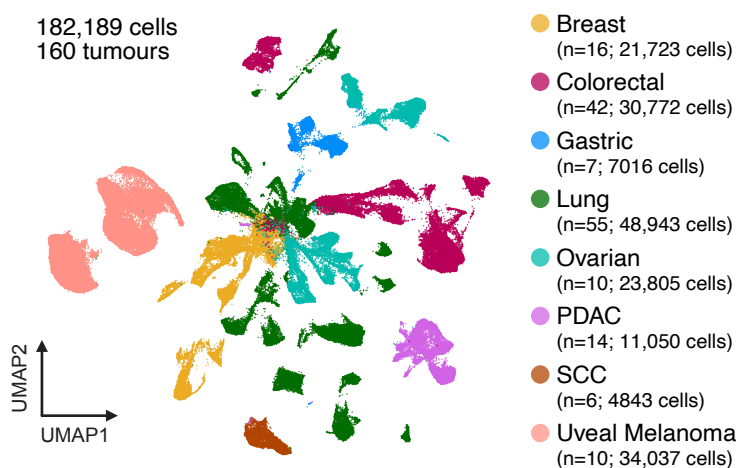 182,189 cells
160 tumours
Breast
(n=16; 21,723 cells)
Colorectal
(n=42; 30,772 cells)
Gastric
(n=7; 7016 cells)
Lung
(n=55; 48,943 cells)
Ovarian
(n=10; 23,805 cells)
PDAC
(n=14; 11,050 cells)
SCC
(n=6; 4843 cells)
Uveal Melanoma
(n=10; 34,037 cells)
UMAP2
UMAP1